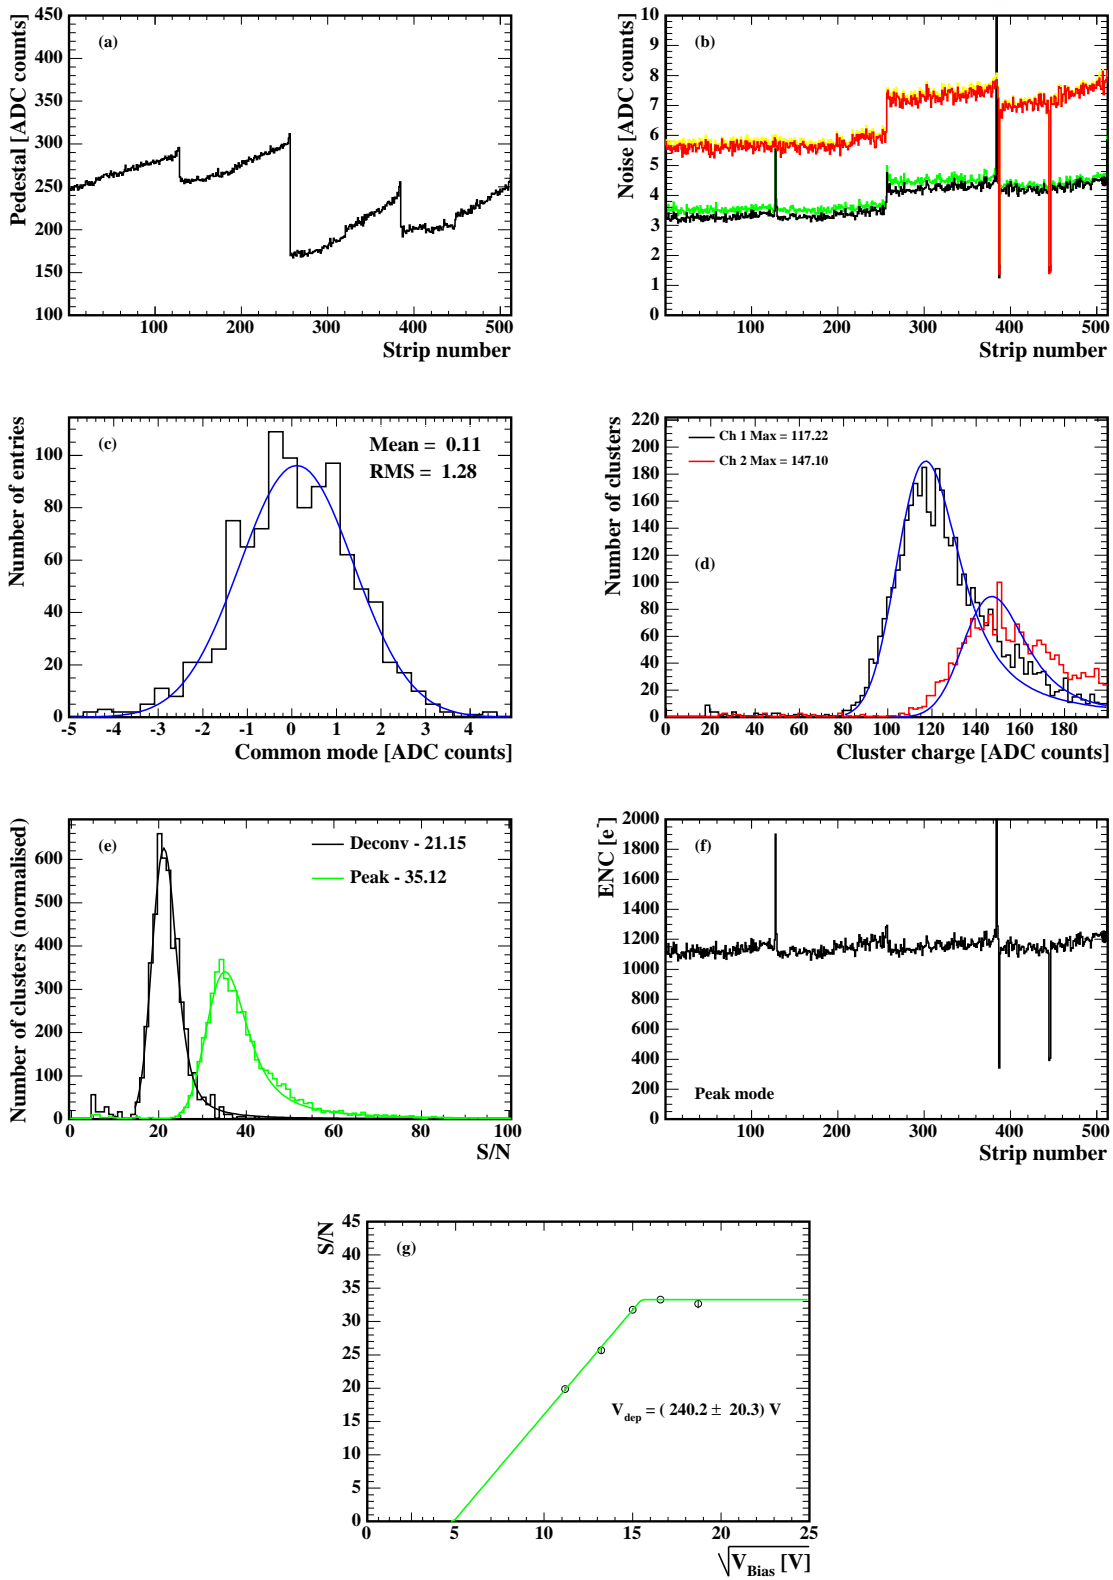 (a)
Pedestal [ADC counts]
450
400
350
300
250
200
150
100
100 200 300 400 500
Strip number
(b)
Noise [ADC counts]
10
9
8
7
6
5
4
3
2
1
0
100 200 300 400 500
Strip number
(c)
Number of entries
Mean = 0.11
RMS = 1.28
100
80
60
40
20
0
-5 -4 -3 -2 -1 0 1 2 3 4
Common mode [ADC counts]
(d)
Number of clusters
Ch 1 Max = 117.22
Ch 2 Max = 147.10
220
200
180
160
140
120
100
80
60
40
20
0
0 20 40 60 80 100 120 140 160 180
Cluster charge [ADC counts]
(e)
Number of clusters (normalised)
Deconv - 21.15
Peak - 35.12
600
500
400
300
200
100
0
0 20 40 60 80 100
S/N
(f)
ENC [e⁻]
2000
1800
1600
1400
1200
1000
800
600
400
200
0
Peak mode
100 200 300 400 500
Strip number
(g)
S/N
45
40
35
30
25
20
15
10
5
0
V_dep = ( 240.2 ± 20.3) V
0 5 10 15 20 25
√V_Bias [V]